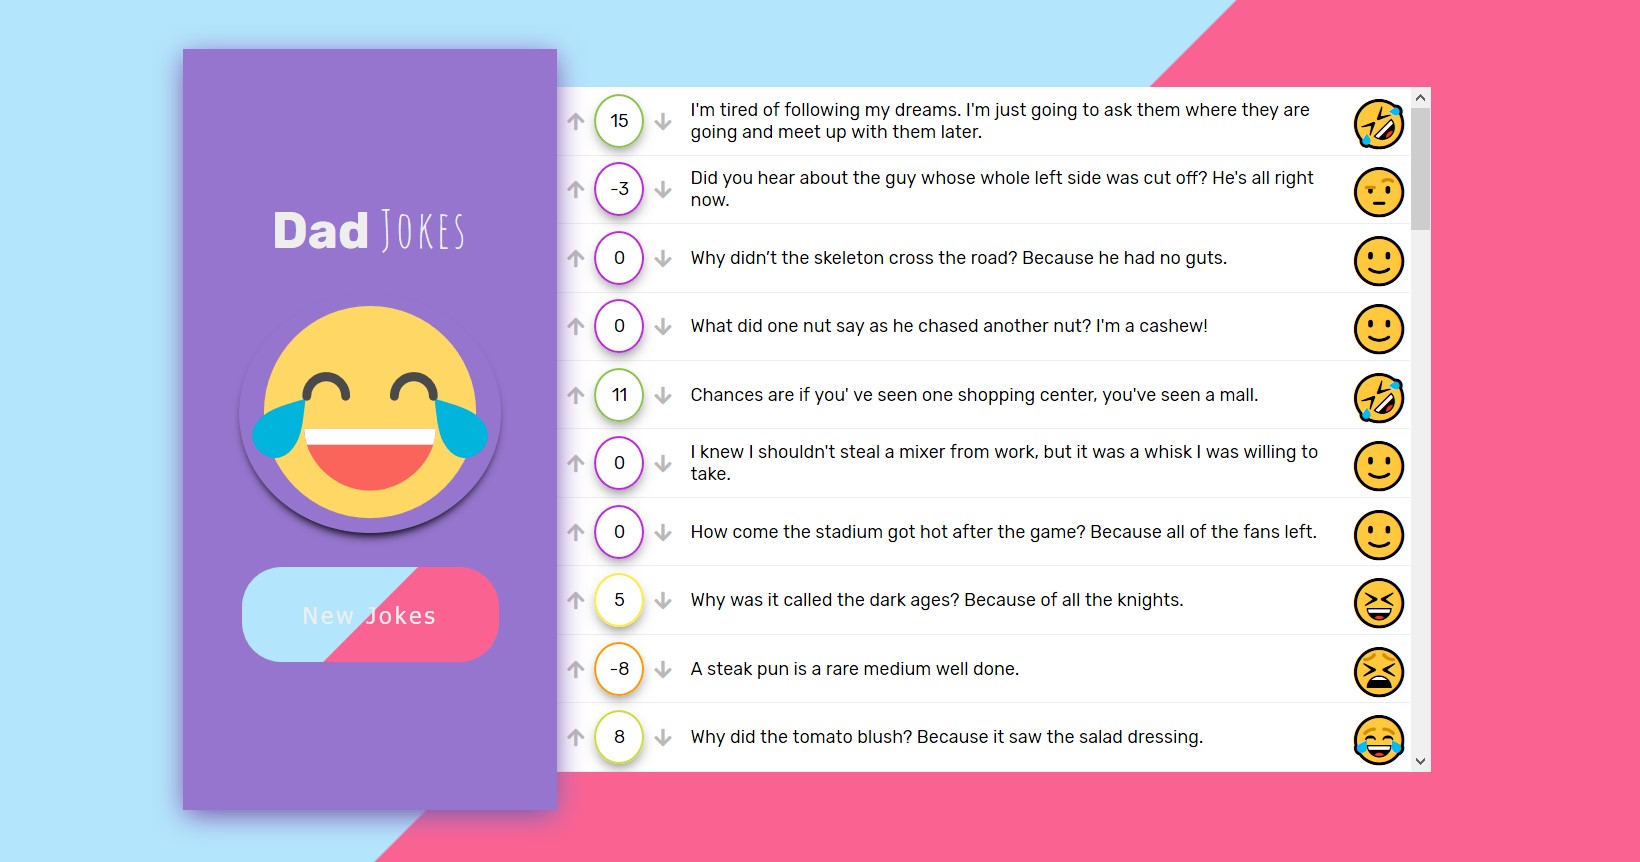 Dad Jokes
New Jokes
15
I'm tired of following my dreams. I'm just going to ask them where they are
going and meet up with them later.
-3
Did you hear about the guy whose whole left side was cut off? He's all right
now.
0
Why didn’t the skeleton cross the road? Because he had no guts.
0
What did one nut say as he chased another nut? I'm a cashew!
11
Chances are if you' ve seen one shopping center, you've seen a mall.
0
I knew I shouldn't steal a mixer from work, but it was a whisk I was willing to
take.
0
How come the stadium got hot after the game? Because all of the fans left.
5
Why was it called the dark ages? Because of all the knights.
-8
A steak pun is a rare medium well done.
8
Why did the tomato blush? Because it saw the salad dressing.